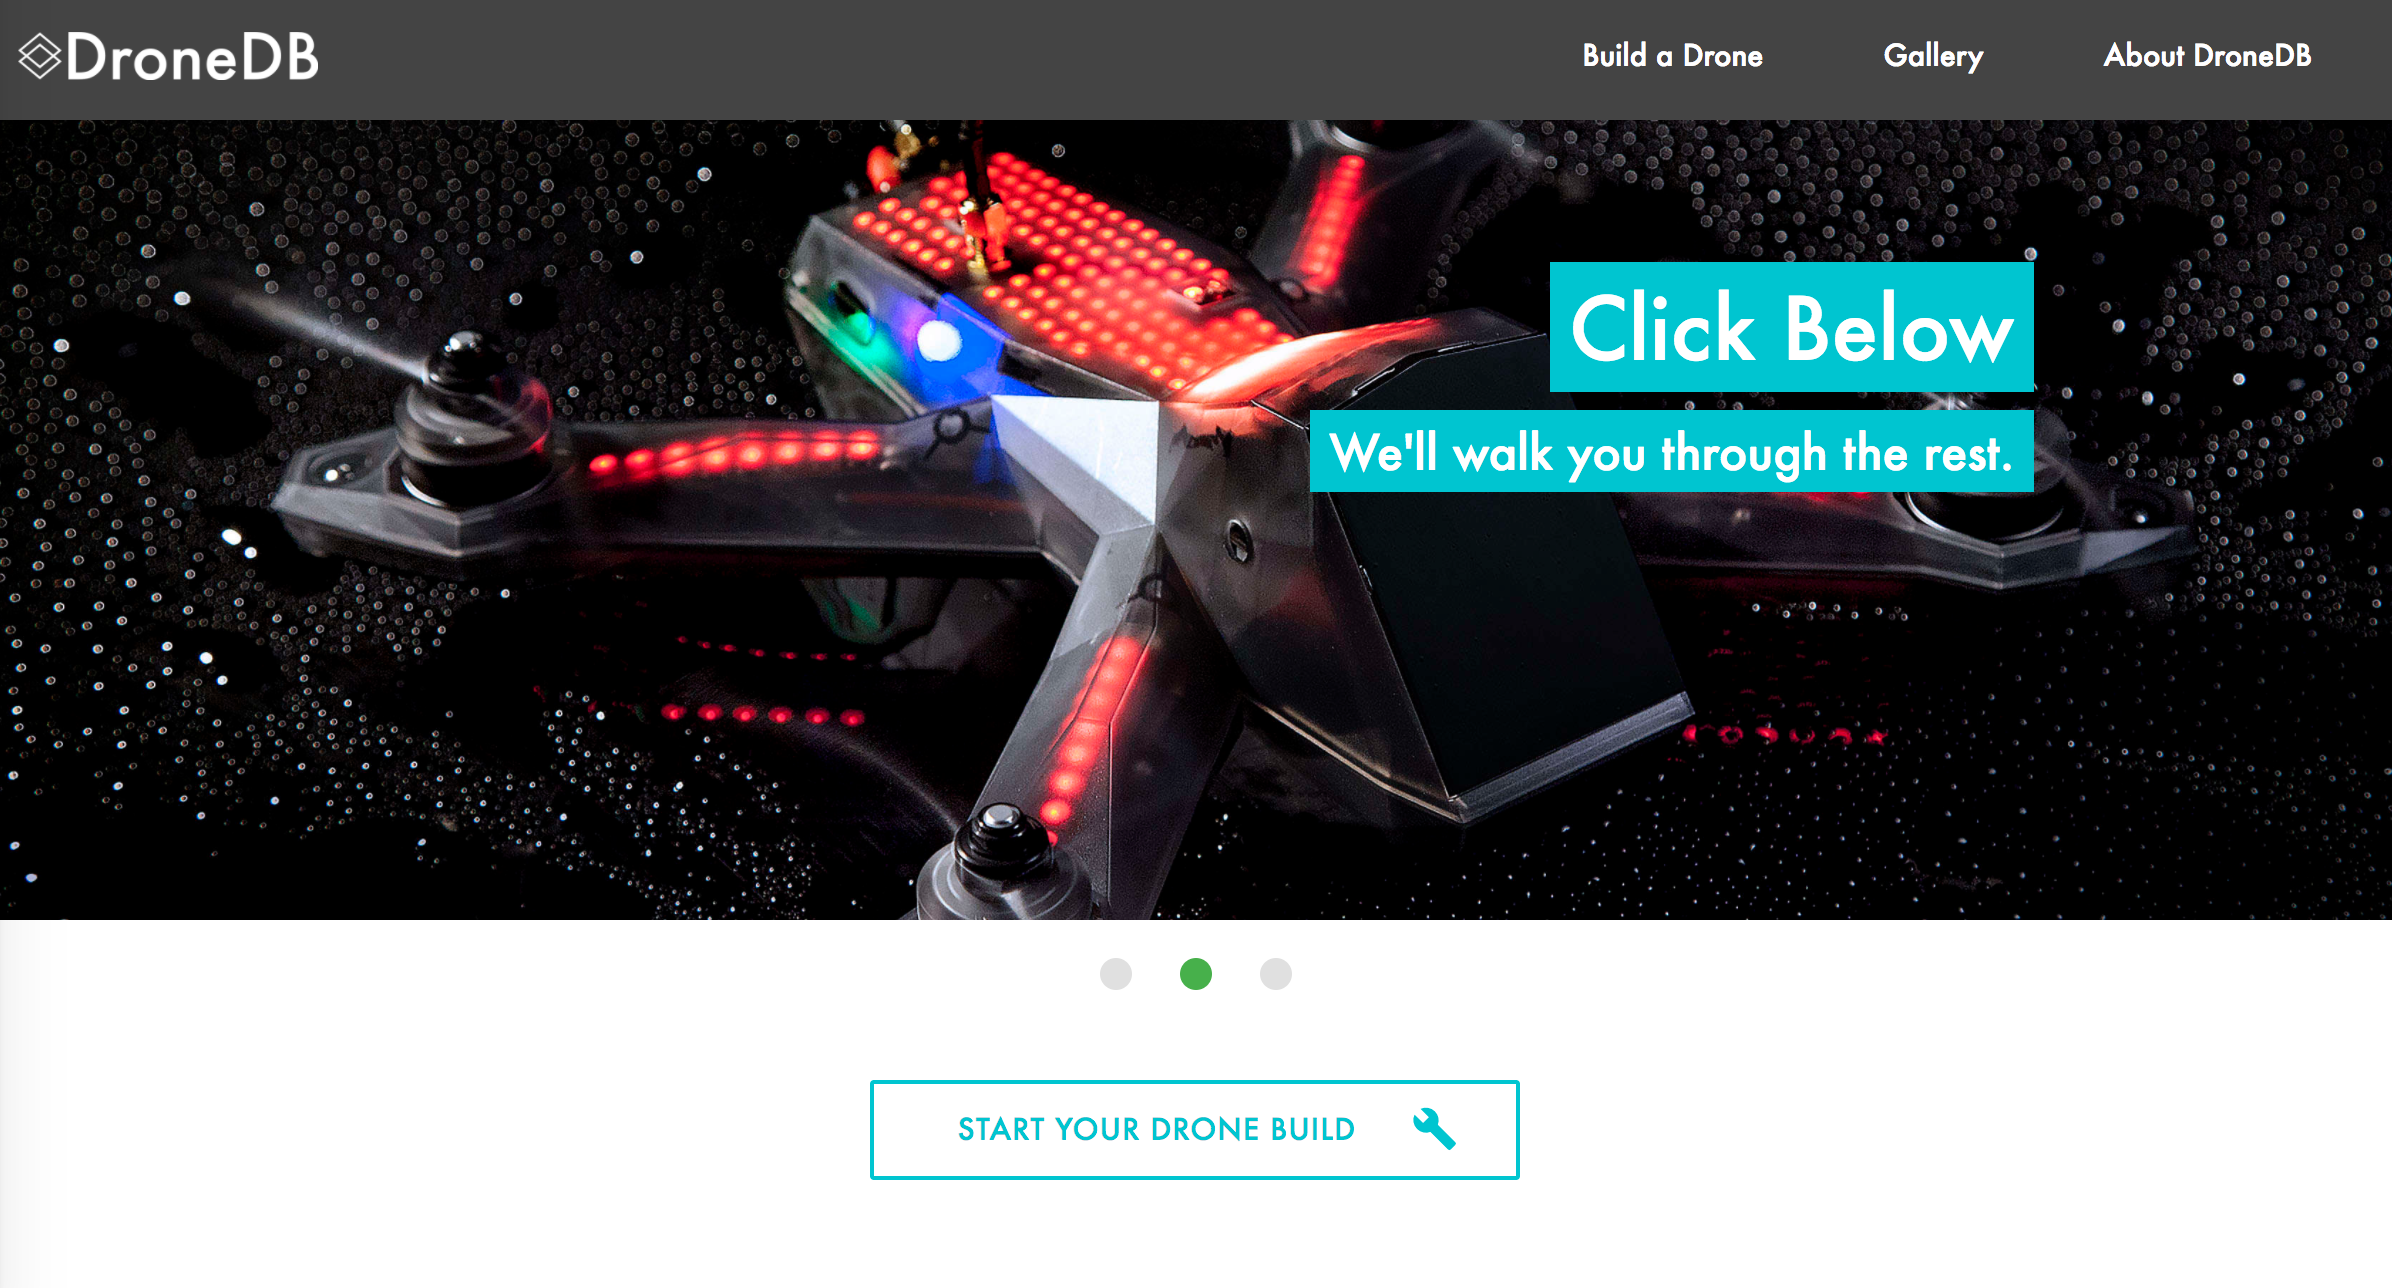 DroneDB
Build a Drone
Gallery
About DroneDB
Click Below
We'll walk you through the rest.
START YOUR DRONE BUILD